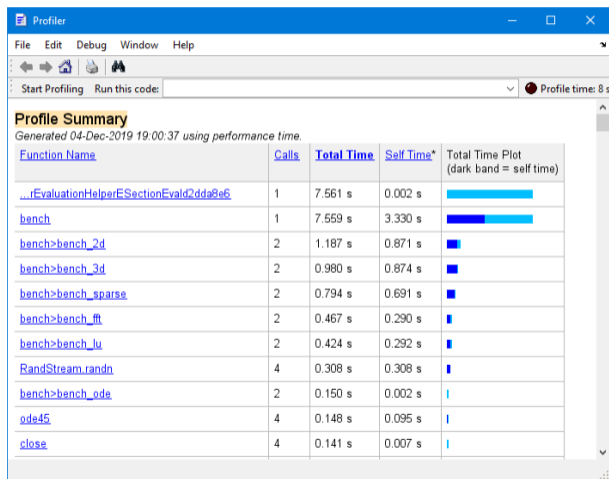 Profiler
File Edit Debug Window Help
Start Profiling Run this code: Profile time: 8 s
Profile Summary
Generated 04-Dec-2019 19:00:37 using performance time.
Function Name Calls Total Time Self Time* Total Time Plot
(dark band = self time)
...rEvaluationHelperESectionEvald2dda8e6 1 7.561 s 0.002 s
bench 1 7.559 s 3.330 s
bench>bench_2d 2 1.187 s 0.871 s
bench>bench_3d 2 0.980 s 0.874 s
bench>bench_sparse 2 0.794 s 0.691 s
bench>bench_fft 2 0.467 s 0.290 s
bench>bench_lu 2 0.424 s 0.292 s
RandStream.randn 4 0.308 s 0.308 s
bench>bench_ode 2 0.150 s 0.002 s
ode45 4 0.148 s 0.095 s
close 4 0.141 s 0.007 s